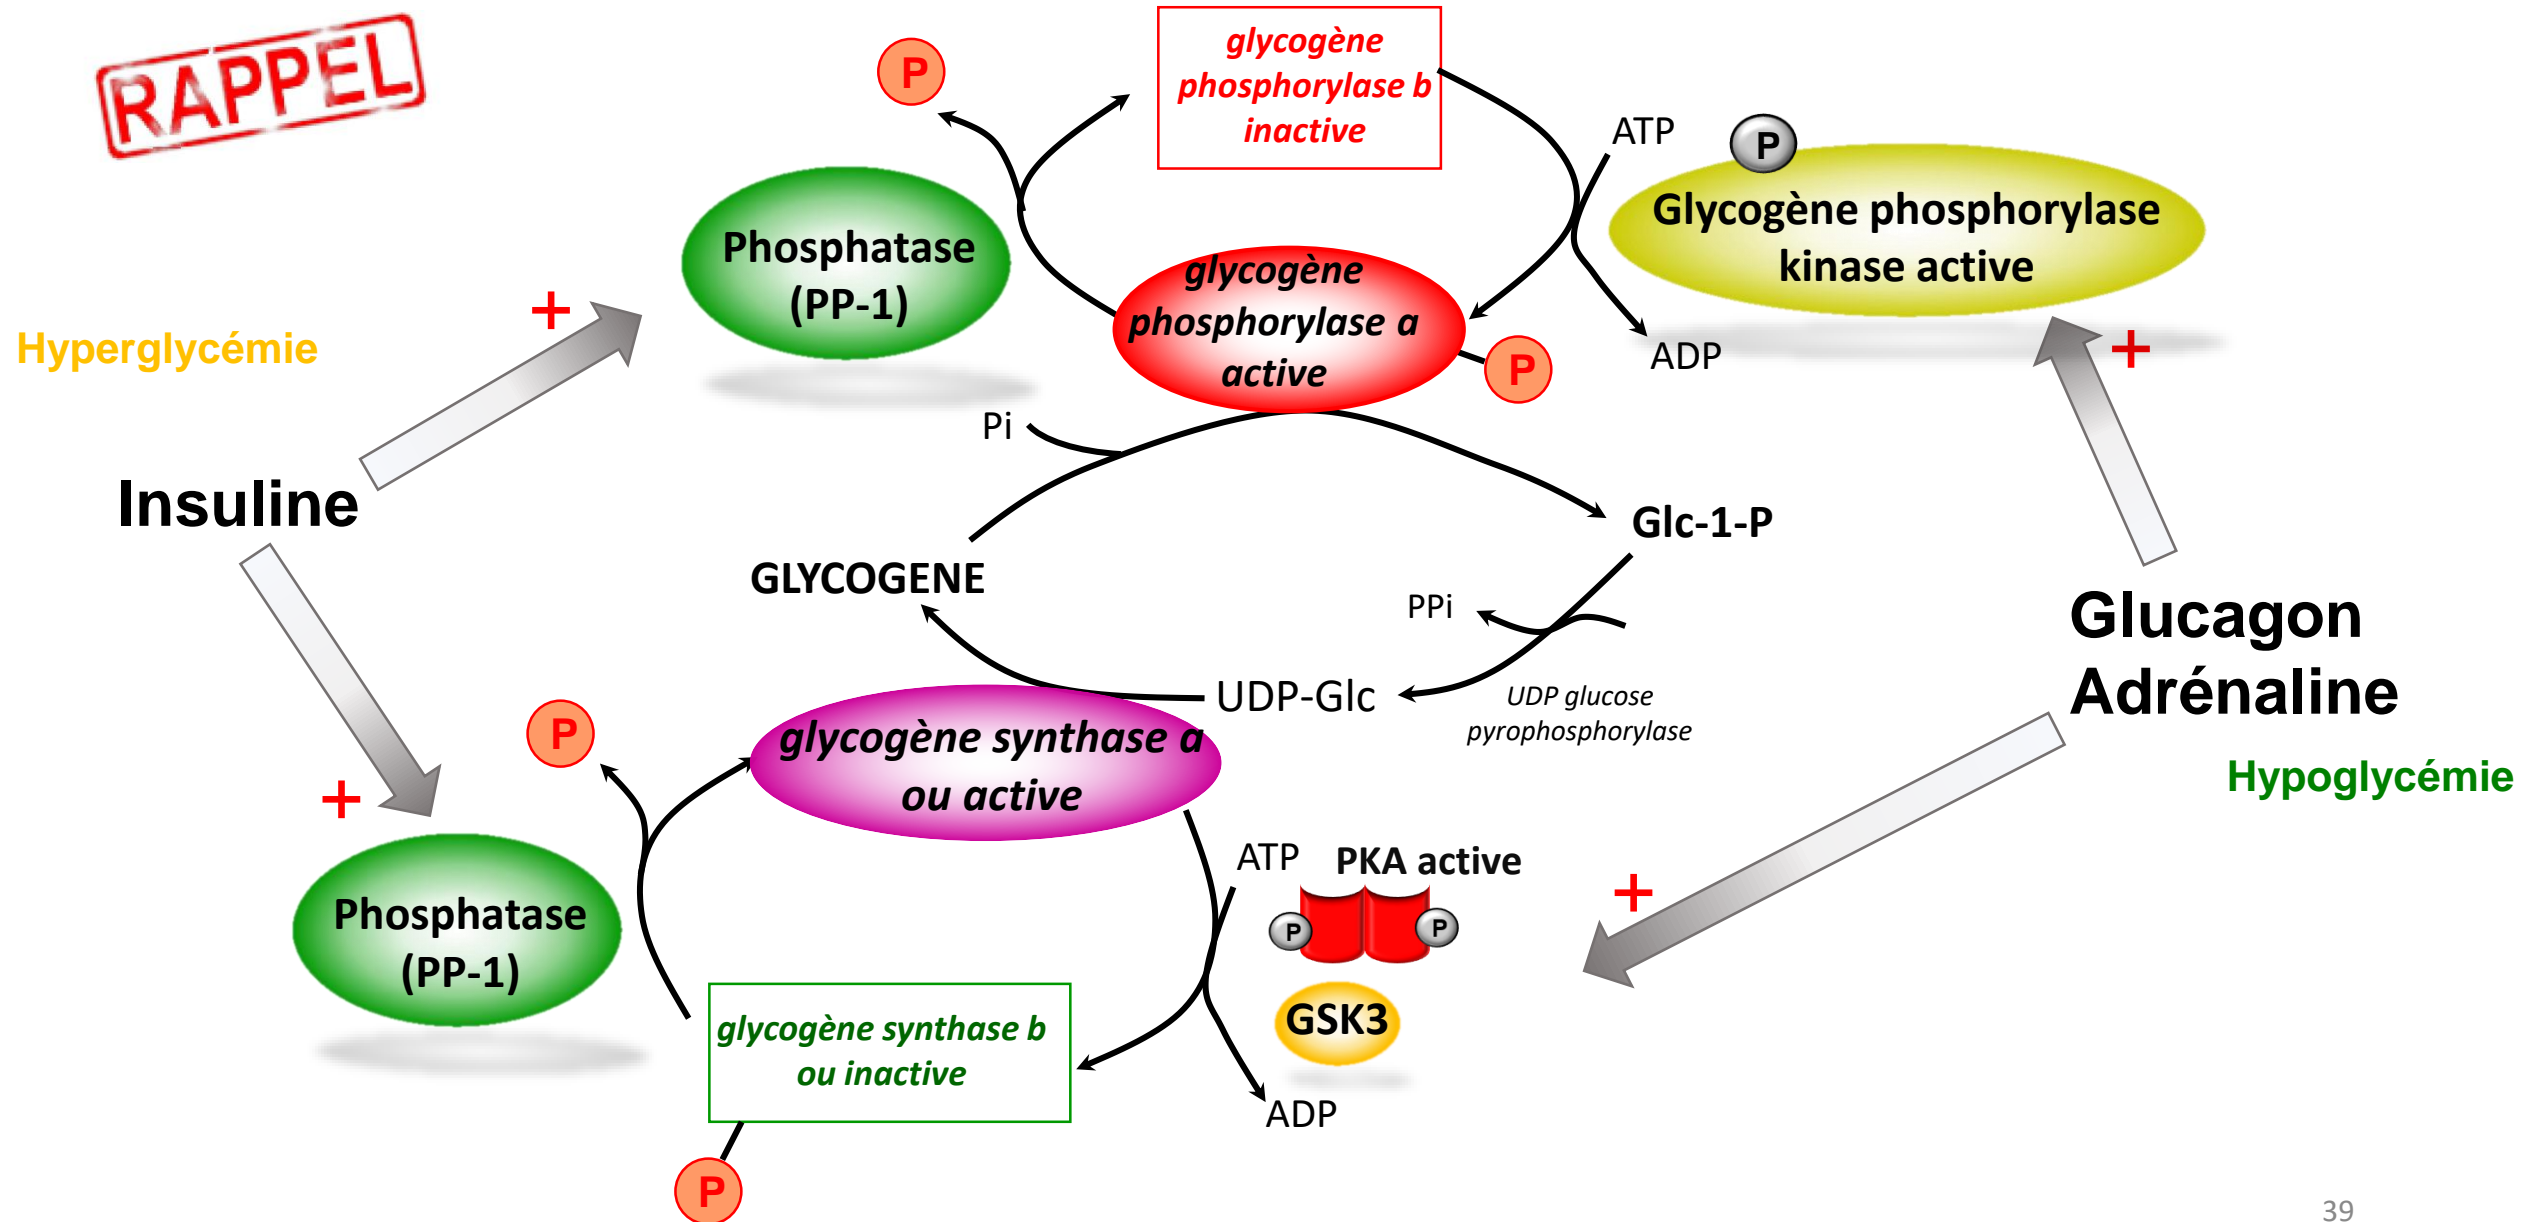 RAPPEL
P
glycogène
phosphorylase b
inactive
ATP
P
Glycogène phosphorylase
kinase active
Phosphatase
(PP-1)
glycogène
phosphorylase a
active
P
ADP
+
+
Hyperglycémie
Pi
Insuline
Glc-1-P
GLYCOGENE
PPi
Glucagon
Adrénaline
Hypoglycémie
UDP-Glc
UDP glucose
pyrophosphorylase
P
glycogène synthase a
ou active
+
ATP
PKA active
P
P
+
Phosphatase
(PP-1)
GSK3
glycogène synthase b
ou inactive
ADP
P
39